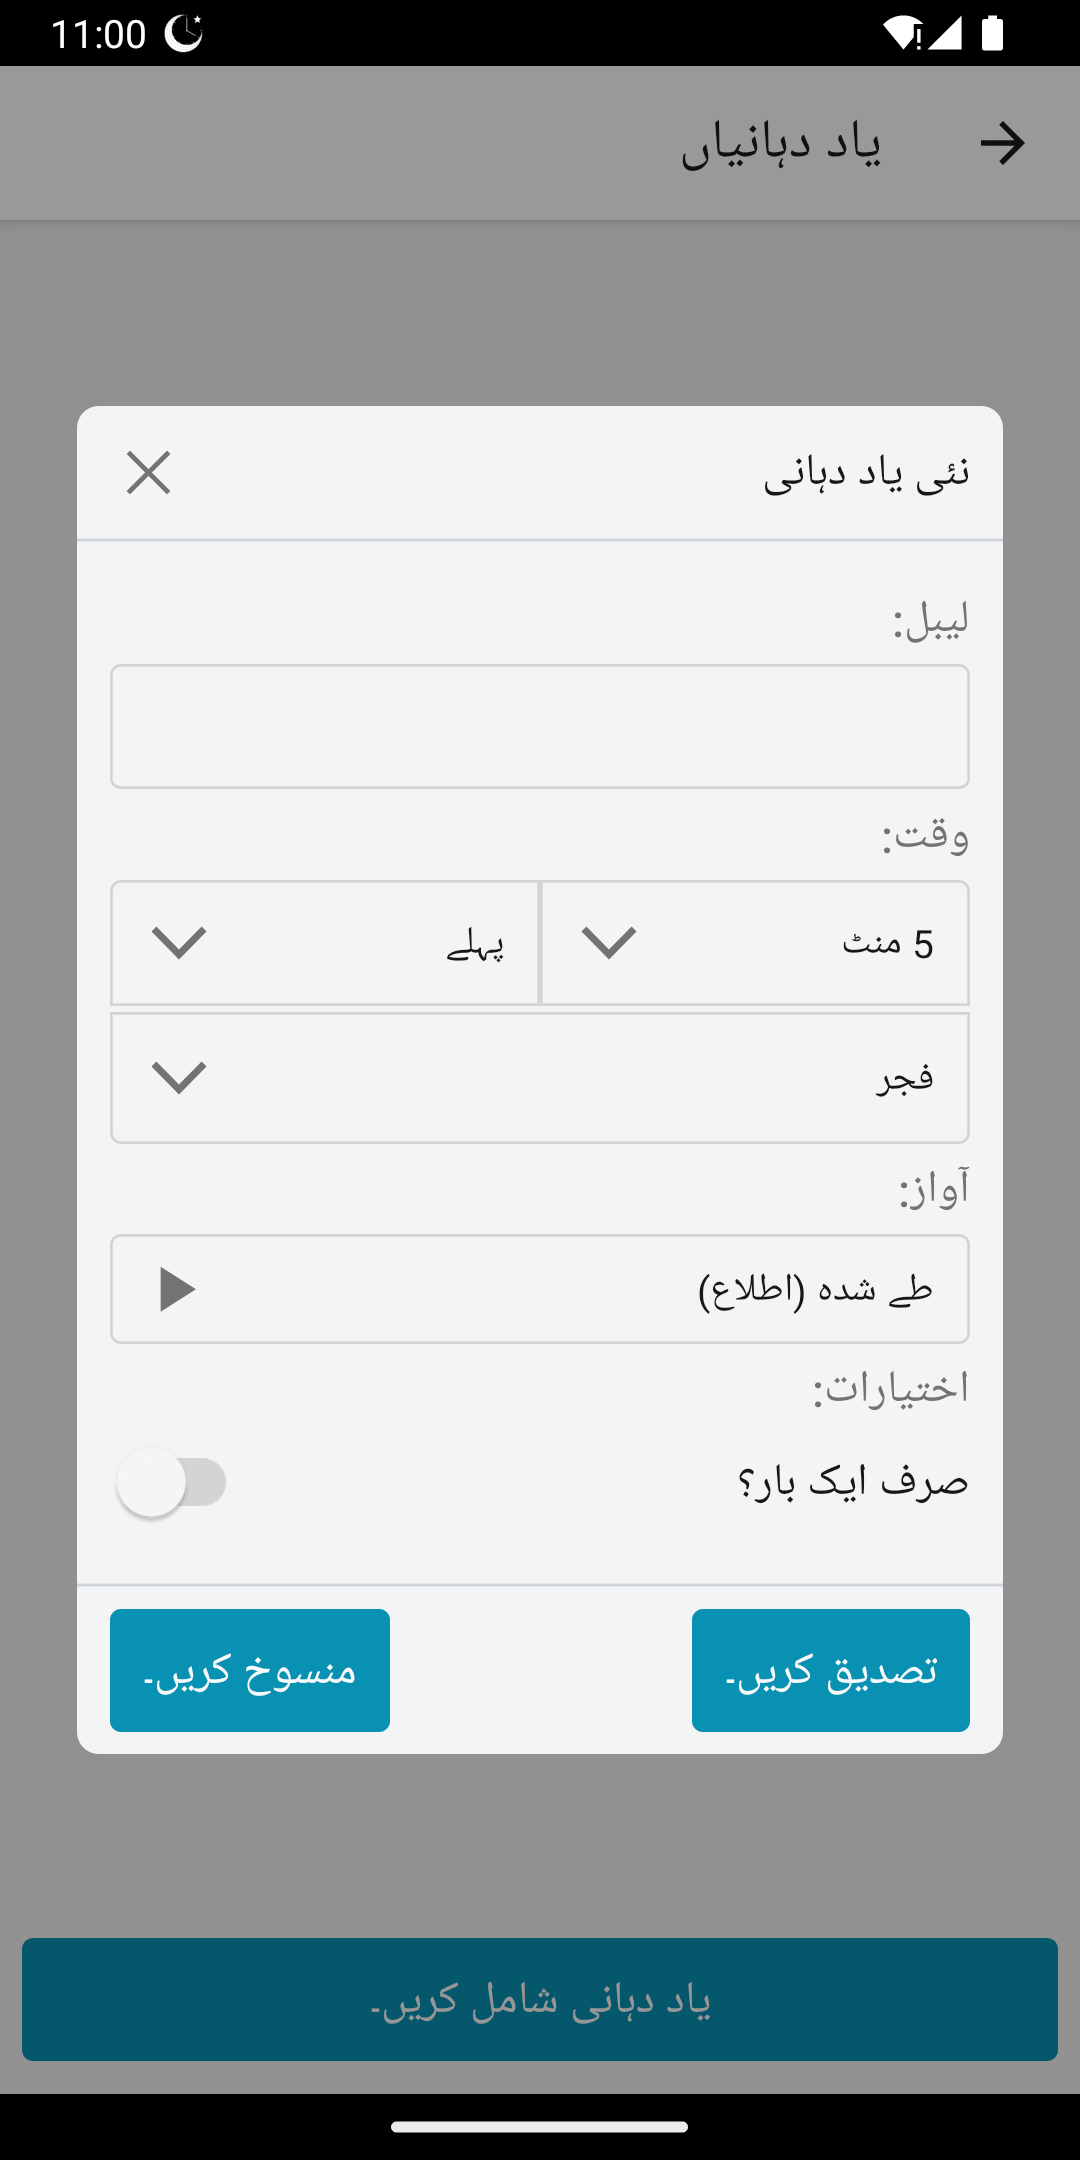 11:00
یاد دہانیاں
نئی یاد دہانی
لیبل:
وقت:
5 منٹ
پہلے
فجر
آواز:
طے شدہ (اطلاع)
اختیارات:
صرف ایک بار؟
تصدیق کریں۔
منسوخ کریں۔
یاد دہانی شامل کریں۔